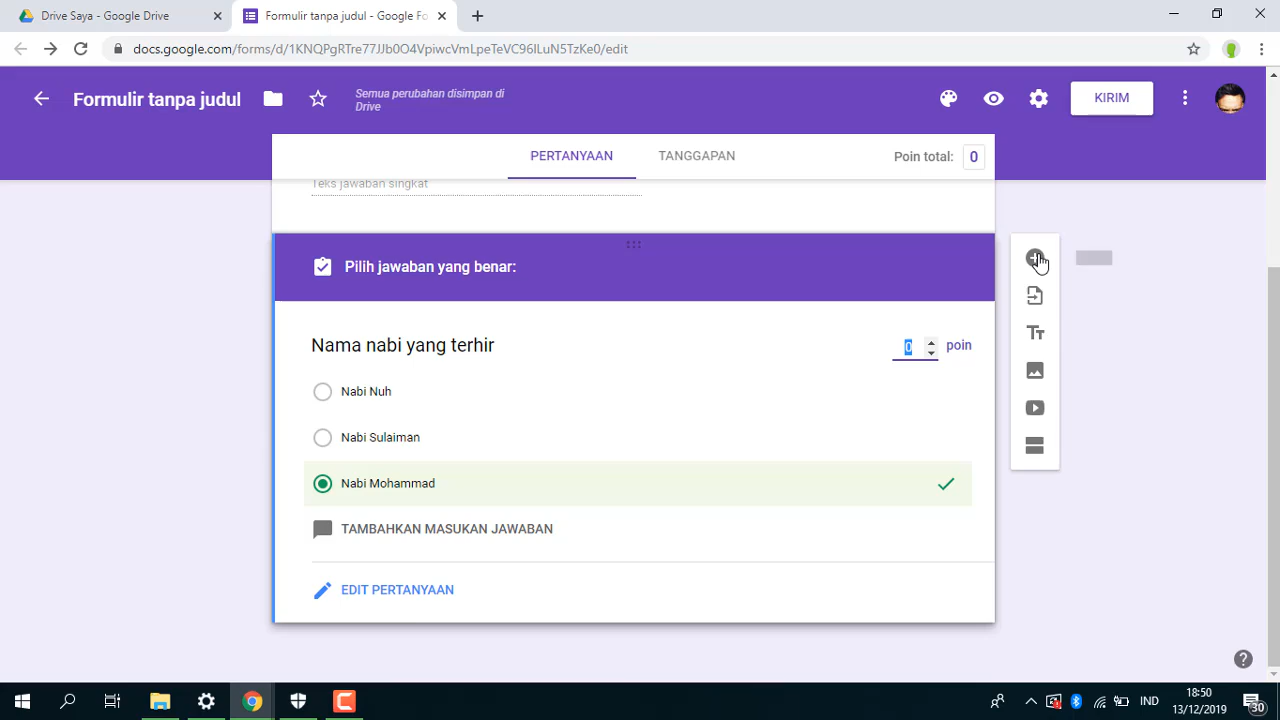 Drive Saya - Google Drive
Formulir tanpa judul - Google Fo
docs.google.com/forms/d/1KNQPgRTre77JJb0O4VpiwcVmLpeTeVC96ILuN5TzKe0/edit
Formulir tanpa judul
Semua perubahan disimpan di
Drive
KIRIM
PERTANYAAN
TANGGAPAN
Poin total: 0
Teks jawaban singkat
Pilih jawaban yang benar:
Nama nabi yang terhir
0 poin
Nabi Nuh
Nabi Sulaiman
Nabi Mohammad
TAMBAHKAN MASUKAN JAWABAN
EDIT PERTANYAAN
Tт
?
IND
18:50
13/12/2019
30